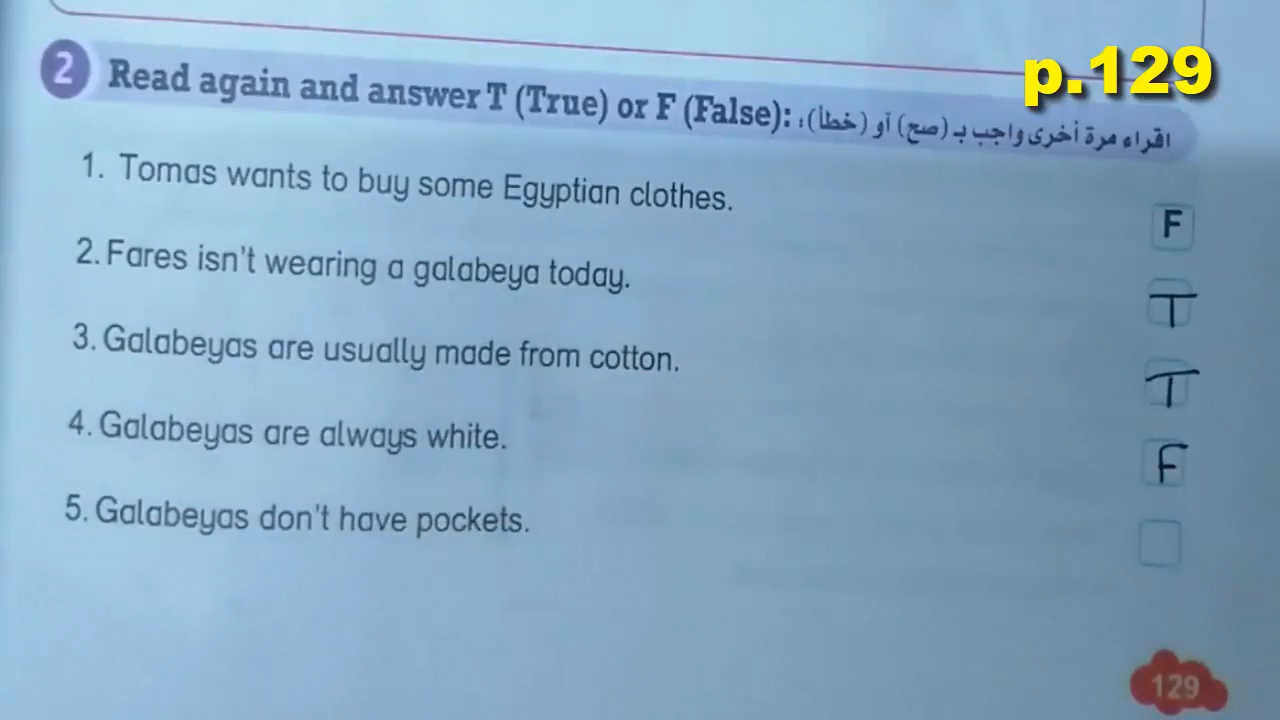 p.129
2 Read again and answer T (True) or F (False): اقراء مرة أخرى واجب بـ (صح) أو (خطأ):
1. Tomas wants to buy some Egyptian clothes. F
2. Fares isn't wearing a galabeya today. T
3. Galabeyas are usually made from cotton. T
4. Galabeyas are always white. F
5. Galabeyas don't have pockets.
129